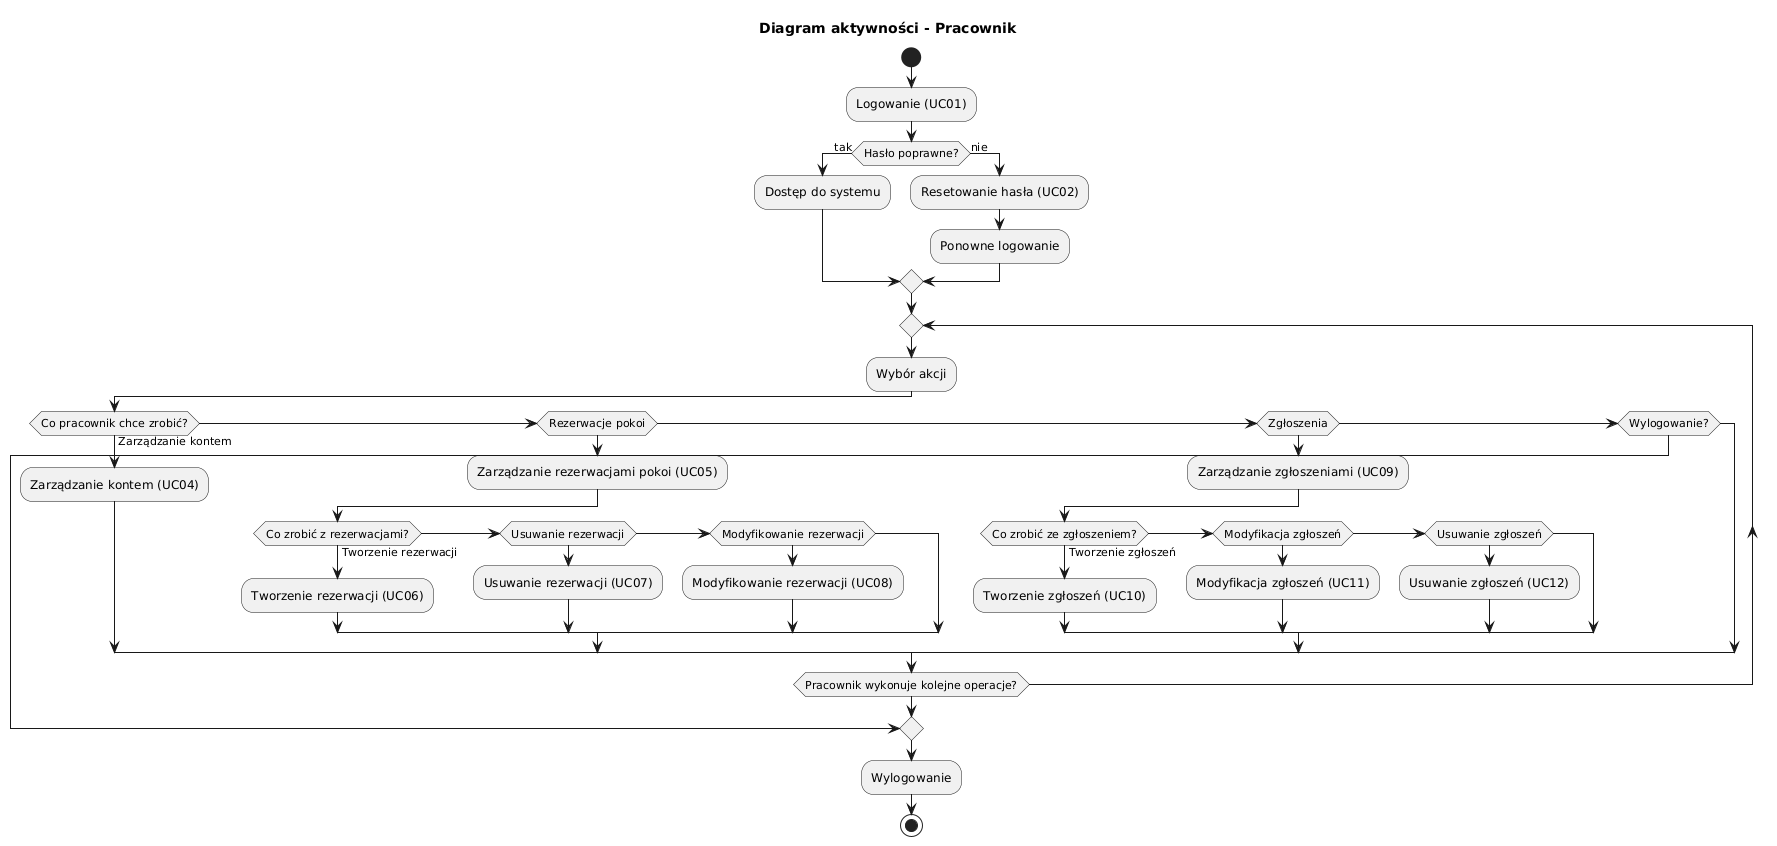 Diagram aktywności - Pracownik
Logowanie (UC01)
tak
Hasło poprawne?
nie
Dostęp do systemu
Resetowanie hasła (UC02)
Ponowne logowanie
Wybór akcji
Co pracownik chce zrobić?
Rezerwacje pokoi
Zgłoszenia
Wylogowanie?
Zarządzanie kontem
Zarządzanie kontem (UC04)
Zarządzanie rezerwacjami pokoi (UC05)
Zarządzanie zgłoszeniami (UC09)
Co zrobić z rezerwacjami?
Usuwanie rezerwacji
Modyfikowanie rezerwacji
Co zrobić ze zgłoszeniem?
Modyfikacja zgłoszeń
Usuwanie zgłoszeń
Tworzenie rezerwacji
Tworzenie zgłoszeń
Tworzenie rezerwacji (UC06)
Usuwanie rezerwacji (UC07)
Modyfikowanie rezerwacji (UC08)
Tworzenie zgłoszeń (UC10)
Modyfikacja zgłoszeń (UC11)
Usuwanie zgłoszeń (UC12)
Pracownik wykonuje kolejne operacje?
Wylogowanie